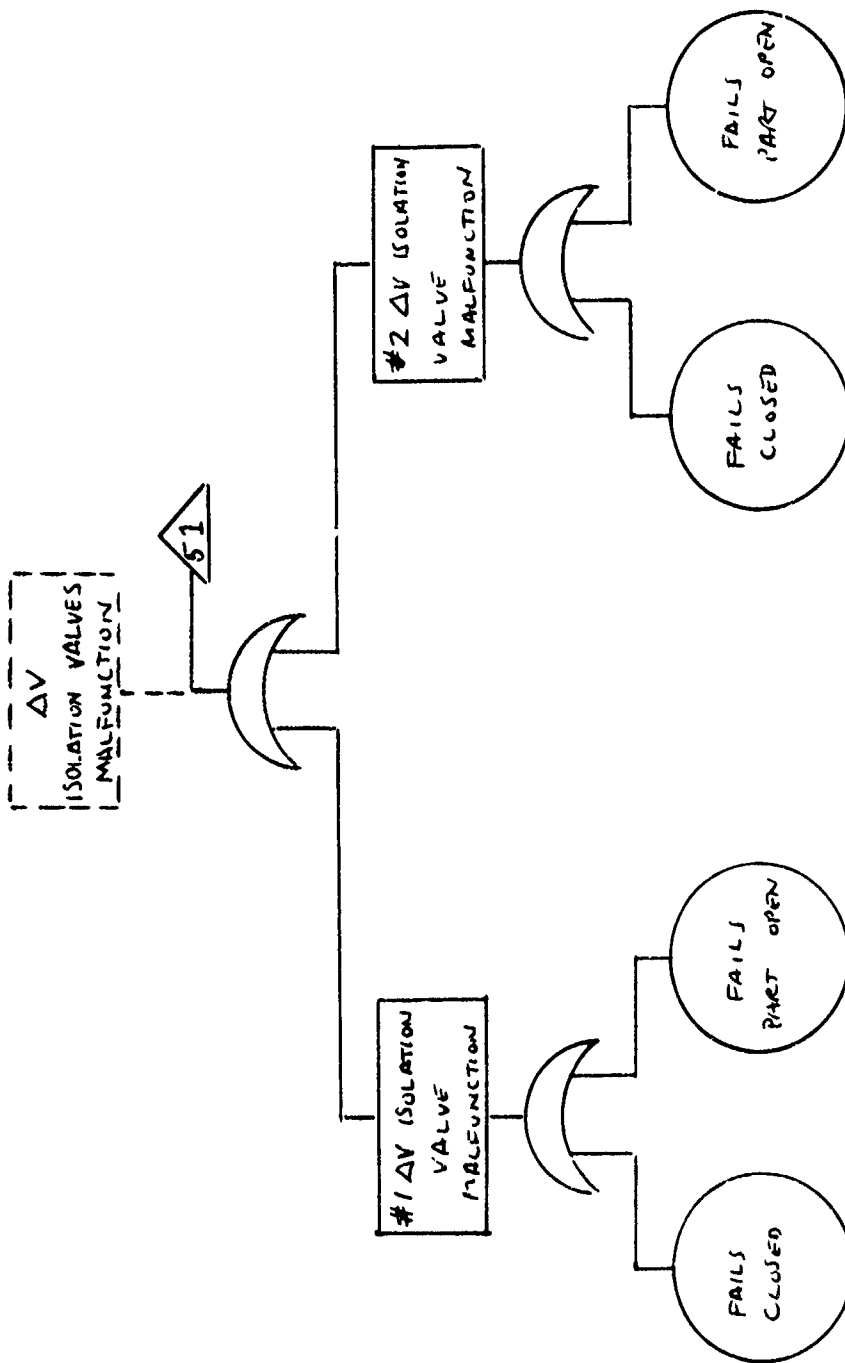 ΔV
ISOLATION VALVES
MALFUNCTION
51
#1 ΔV ISOLATION
VALVE
MALFUNCTION
#2 ΔV ISOLATION
VALVE
MALFUNCTION
FAILS
CLOSED
FAILS
PART OPEN
FAILS
CLOSED
FAILS
PART OPEN